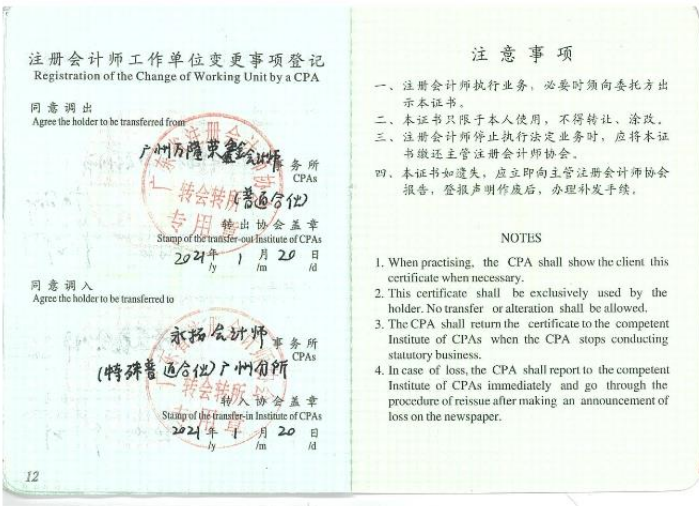 注册会计师工作单位变更事项登记
Registration of the Change of Working Unit by a CPA
同意调出
Agree the holder to be transferred from
广州万隆荣鑫会计师 事务所
CPAs
(普通合伙)
转会转所
专用章
转出协会盖章
Stamp of the transfer-out Institute of CPAs
2021 年 1 月 20 日
/y /m /d
同意调入
Agree the holder to be transferred to
永拓会计师 事务所
CPAs
(特殊普通合伙)广州分所
转会转所
转入协会盖章
Stamp of the transfer-in Institute of CPAs
2021 年 1 月 20 日
/y /m /d
12
注意事项
一、注册会计师执行业务，必要时须向委托方出
示本证书。
二、本证书只限于本人使用，不得转让、涂改。
三、注册会计师停止执行法定业务时，应将本证
书缴还主管注册会计师协会。
四、本证书如遗失，应立即向主管注册会计师协会
报告，登报声明作废后，办理补发手续。
NOTES
1. When practising, the CPA shall show the client this
certificate when necessary.
2. This certificate shall be exclusively used by the
holder. No transfer or alteration shall be allowed.
3. The CPA shall return the certificate to the competent
Institute of CPAs when the CPA stops conducting
statutory business.
4. In case of loss, the CPA shall report to the competent
Institute of CPAs immediately and go through the
procedure of reissue after making an announcement of
loss on the newspaper.